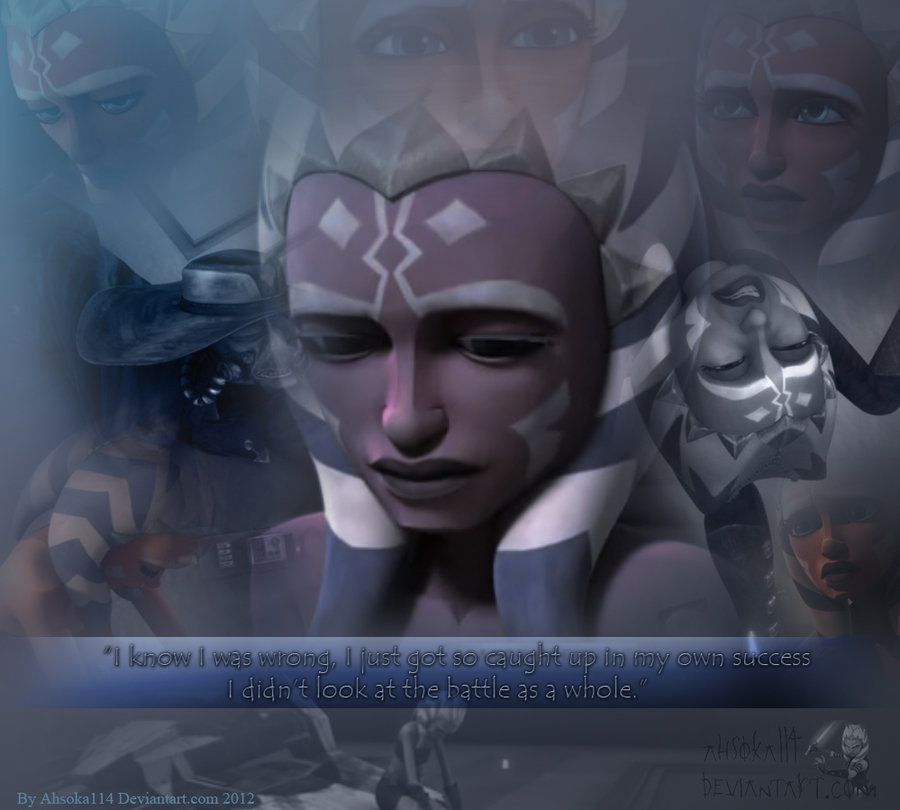 "I know I was wrong, I just got so caught up in my own success
I didn't look at the battle as a whole."
ahsoka114
deviantart.com
By Ahsoka114 Deviantart.com 2012